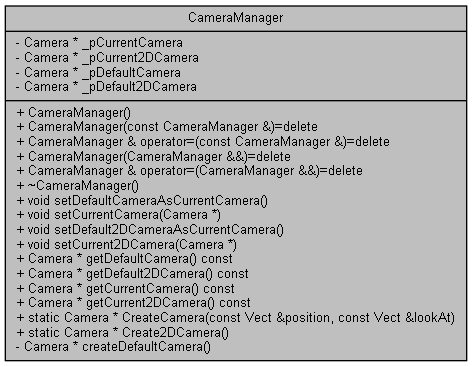 CameraManager
- Camera * _pCurrentCamera
- Camera * _pCurrent2DCamera
- Camera * _pDefaultCamera
- Camera * _pDefault2DCamera
+ CameraManager()
+ CameraManager(const CameraManager &)=delete
+ CameraManager & operator=(const CameraManager &)=delete
+ CameraManager(CameraManager &&)=delete
+ CameraManager & operator=(CameraManager &&)=delete
+ ~CameraManager()
+ void setDefaultCameraAsCurrentCamera()
+ void setCurrentCamera(Camera *)
+ void setDefault2DCameraAsCurrentCamera()
+ void setCurrent2DCamera(Camera *)
+ Camera * getDefaultCamera() const
+ Camera * getDefault2DCamera() const
+ Camera * getCurrentCamera() const
+ Camera * getCurrent2DCamera() const
+ static Camera * CreateCamera(const Vect &position, const Vect &lookAt)
+ static Camera * Create2DCamera()
- Camera * createDefaultCamera()